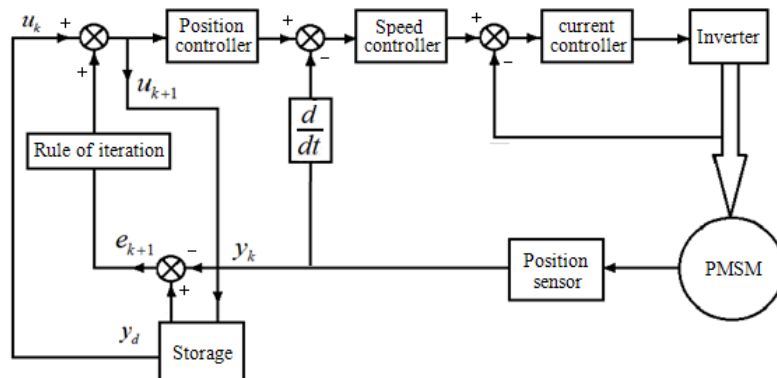 u_k
+
+
Position
controller
+
−
Speed
controller
+
−
current
controller
Inverter
u_{k+1}
d
dt
Rule of iteration
e_{k+1}
−
+
y_k
Position
sensor
PMSM
y_d
Storage